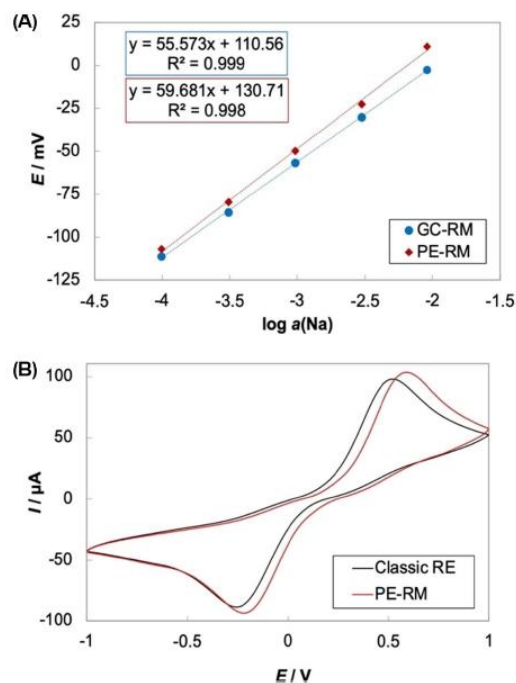 (A)
y = 55.573x + 110.56
R² = 0.999
y = 59.681x + 130.71
R² = 0.998
25
0
-25
-50
-75
-100
-125
E / mV
GC-RM
PE-RM
-4.5 -4 -3.5 -3 -2.5 -2 -1.5
log a(Na)
(B)
100
50
0
-50
-100
I / µA
Classic RE
PE-RM
-1 -0.5 0 0.5 1
E / V